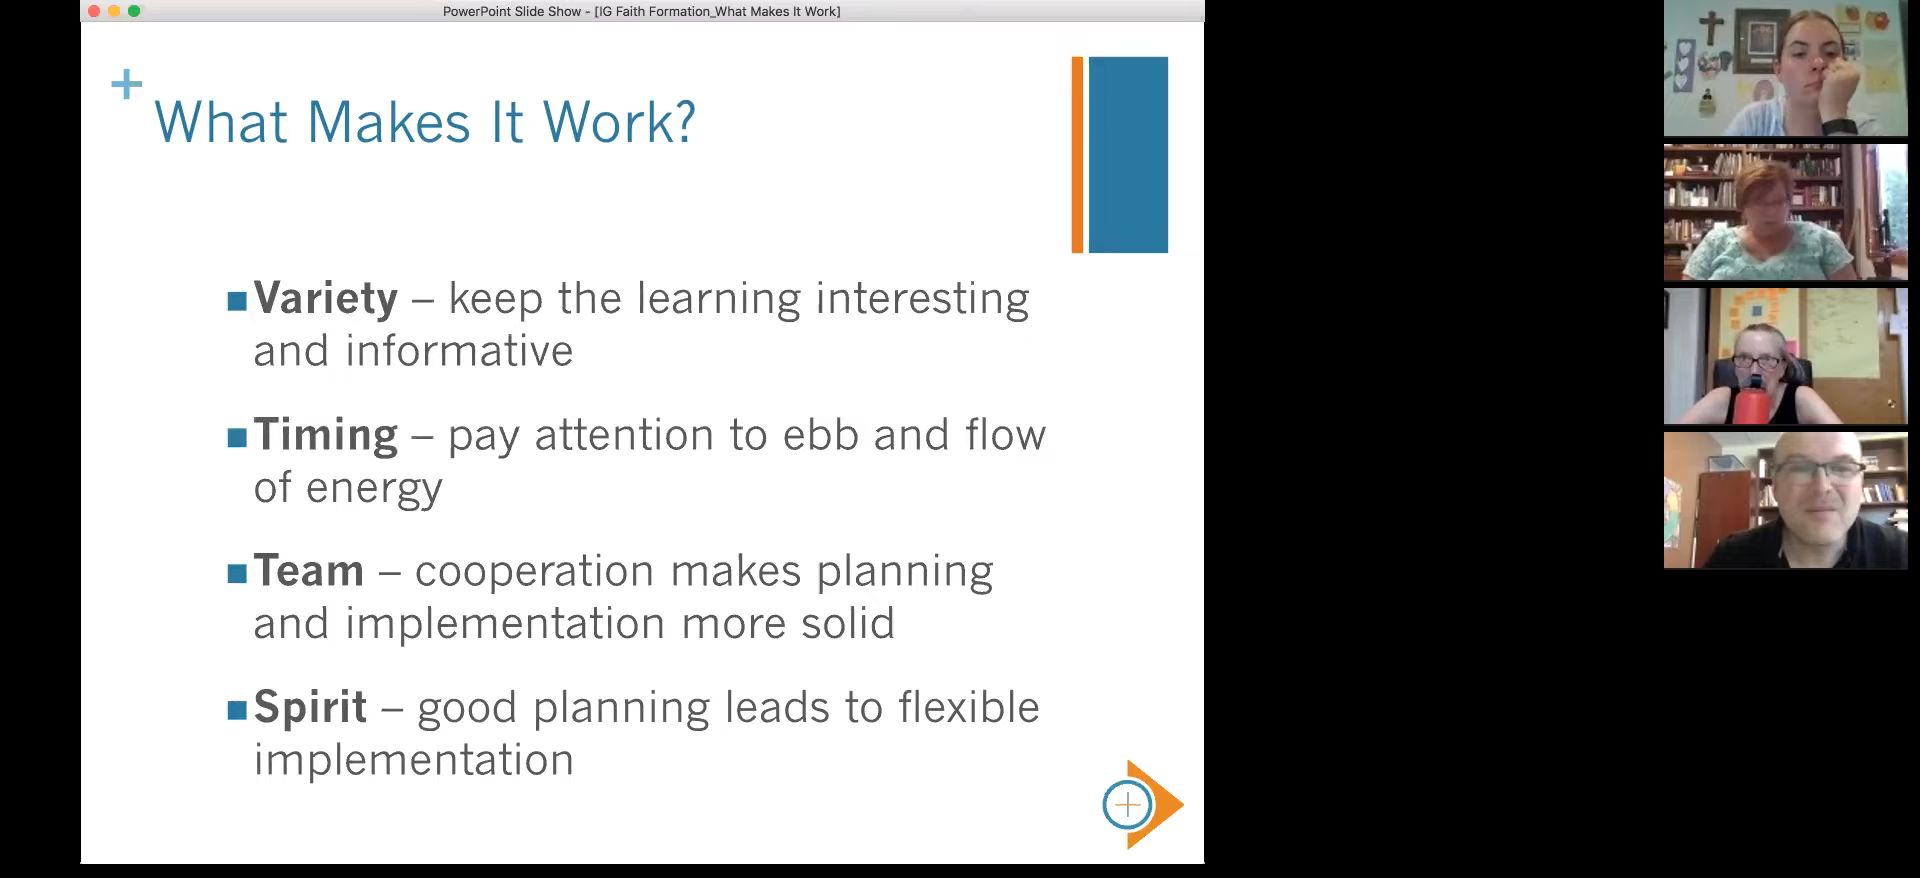 PowerPoint Slide Show - [IG Faith Formation_What Makes It Work]
What Makes It Work?
Variety – keep the learning interesting
and informative
Timing – pay attention to ebb and flow
of energy
Team – cooperation makes planning
and implementation more solid
Spirit – good planning leads to flexible
implementation